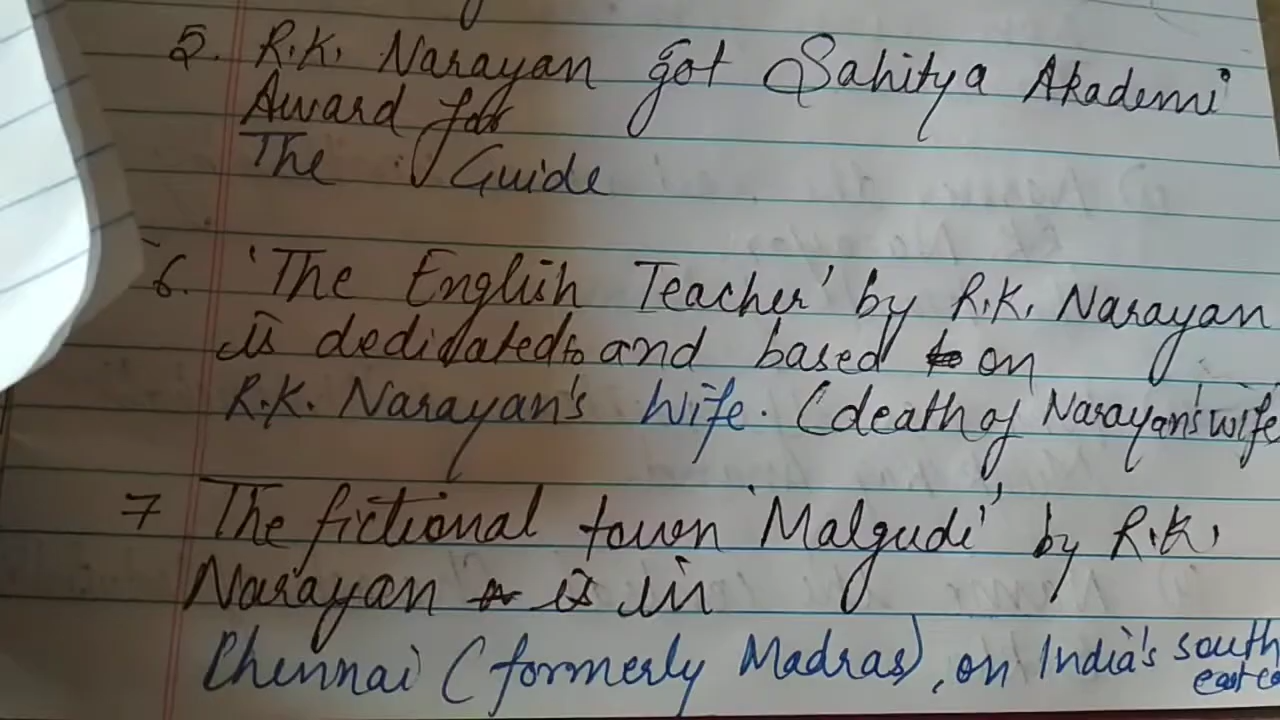 5. R.K. Narayan got Sahitya Akademi
Award for
The Guide
6. 'The English Teacher' by R.K. Narayan
is dedidated to and based on
R.K. Narayan's wife. (death of Narayan's wife
7 The fictional town 'Malgudi' by R.K.
Narayan is in
Chennai (formerly Madras), on India's south
east co